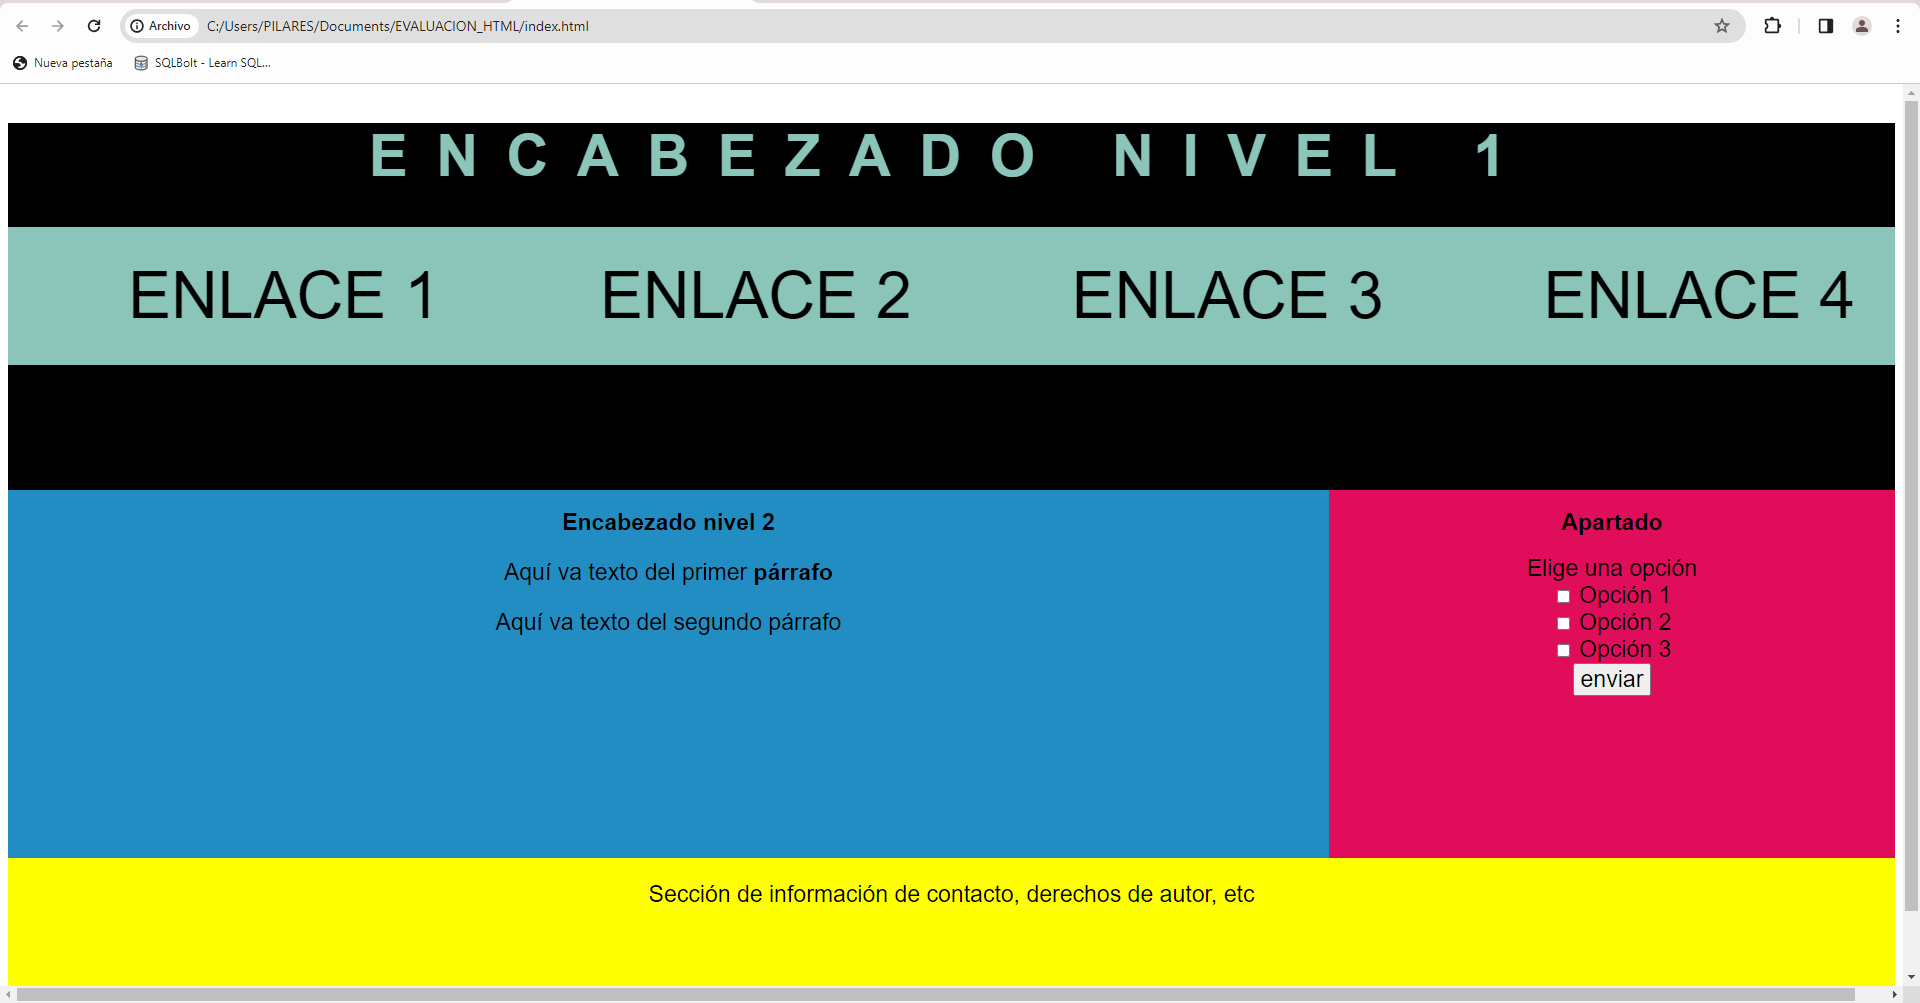 Archivo C:/Users/PILARES/Documents/EVALUACION_HTML/index.html
Nueva pestaña SQLBolt - Learn SQL...
ENCABEZADO NIVEL 1
ENLACE 1 ENLACE 2 ENLACE 3 ENLACE 4
Encabezado nivel 2
Aquí va texto del primer párrafo
Aquí va texto del segundo párrafo
Apartado
Elige una opción
Opción 1
Opción 2
Opción 3
enviar
Sección de información de contacto, derechos de autor, etc